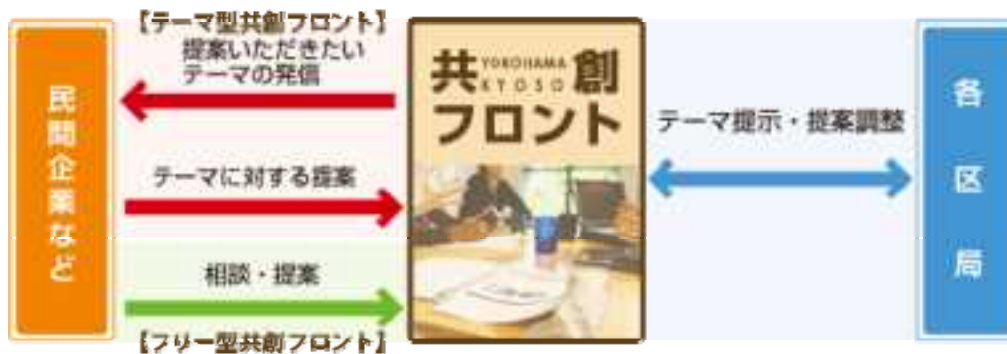 【テーマ型共創フロント】
提案いただきたい
テーマの発信
民間企業など
テーマに対する提案
相談・提案
【フリー型共創フロント】
共創
YOKOHAMA
KYOSO
フロント
テーマ提示・提案調整
各区局